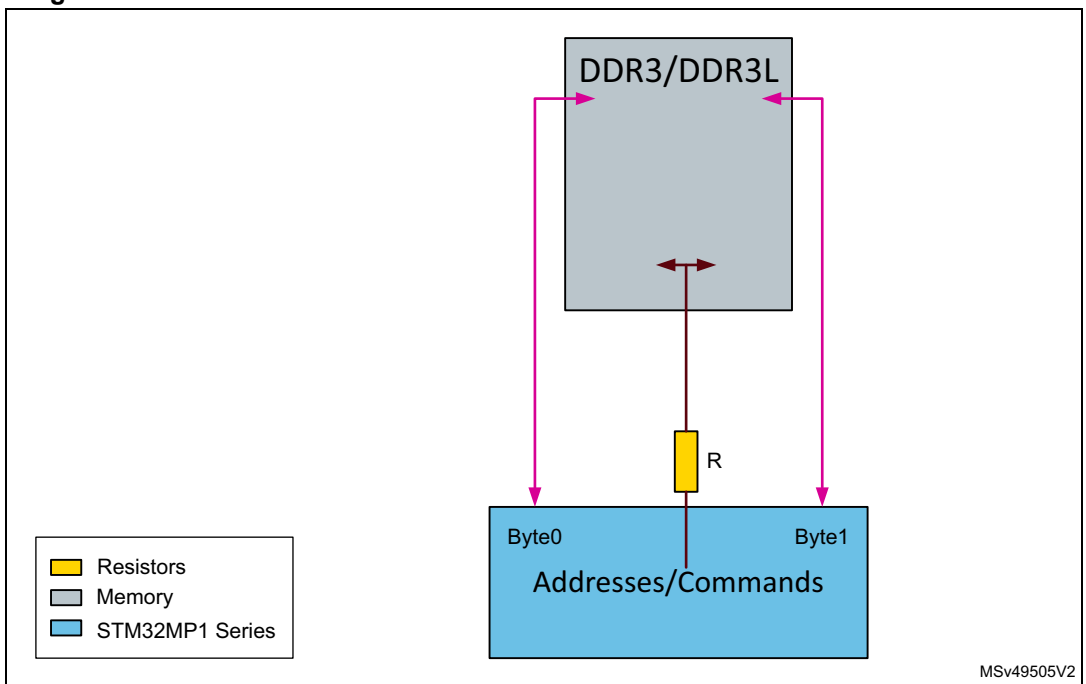 DDR3/DDR3L
R
Byte0
Byte1
Addresses/Commands
Resistors
Memory
STM32MP1 Series
MSv49505V2